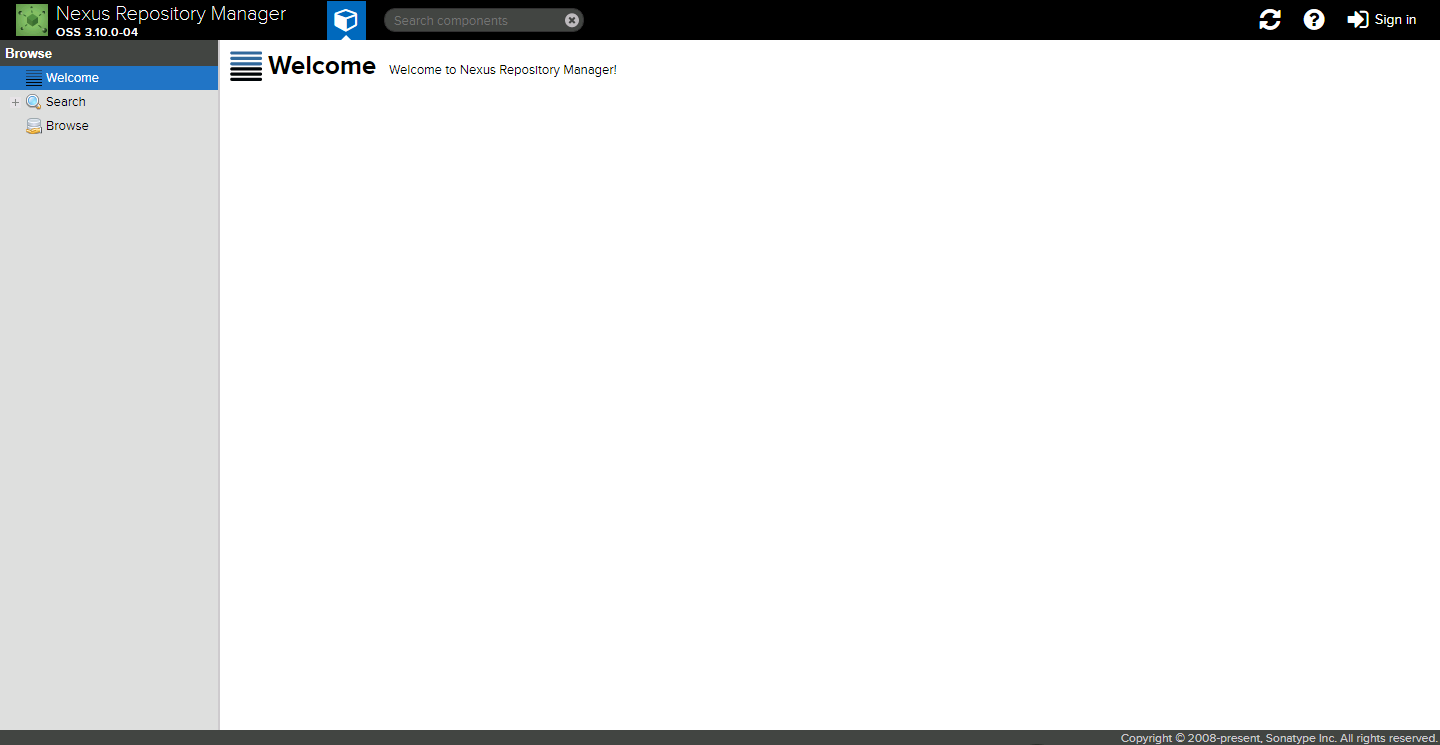 Nexus Repository Manager
OSS 3.10.0-04
Search components
Sign in
Browse
Welcome
Search
Browse
Welcome Welcome to Nexus Repository Manager!
Copyright © 2008-present, Sonatype Inc. All rights reserved.